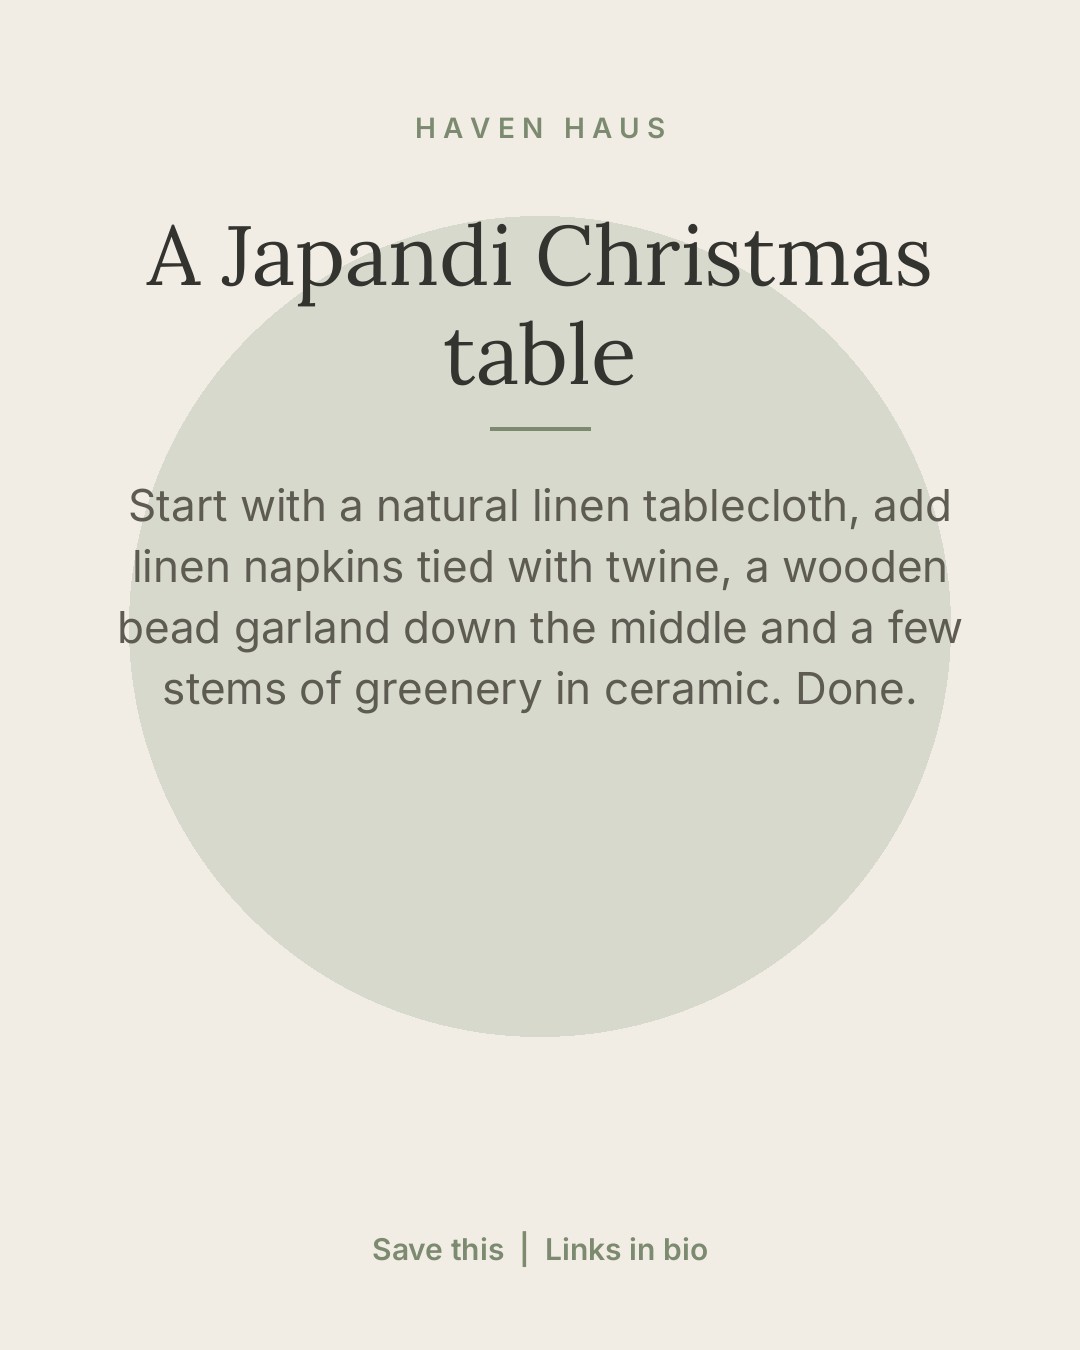 HAVEN HAUS
A Japandi Christmas
table
Start with a natural linen tablecloth, add
linen napkins tied with twine, a wooden
bead garland down the middle and a few
stems of greenery in ceramic. Done.
Save this | Links in bio